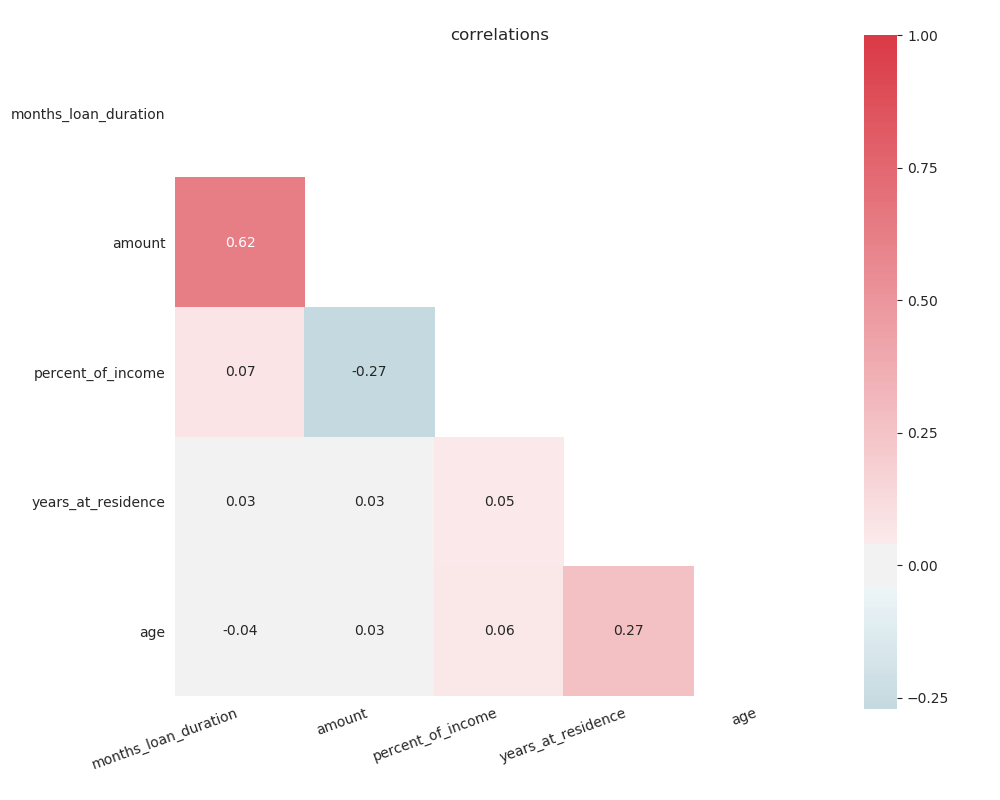 correlations
months_loan_duration
amount
0.62
percent_of_income
0.07 -0.27
years_at_residence
0.03 0.03 0.05
age
-0.04 0.03 0.06 0.27
months_loan_duration amount percent_of_income years_at_residence age
1.00
0.75
0.50
0.25
0.00
−0.25